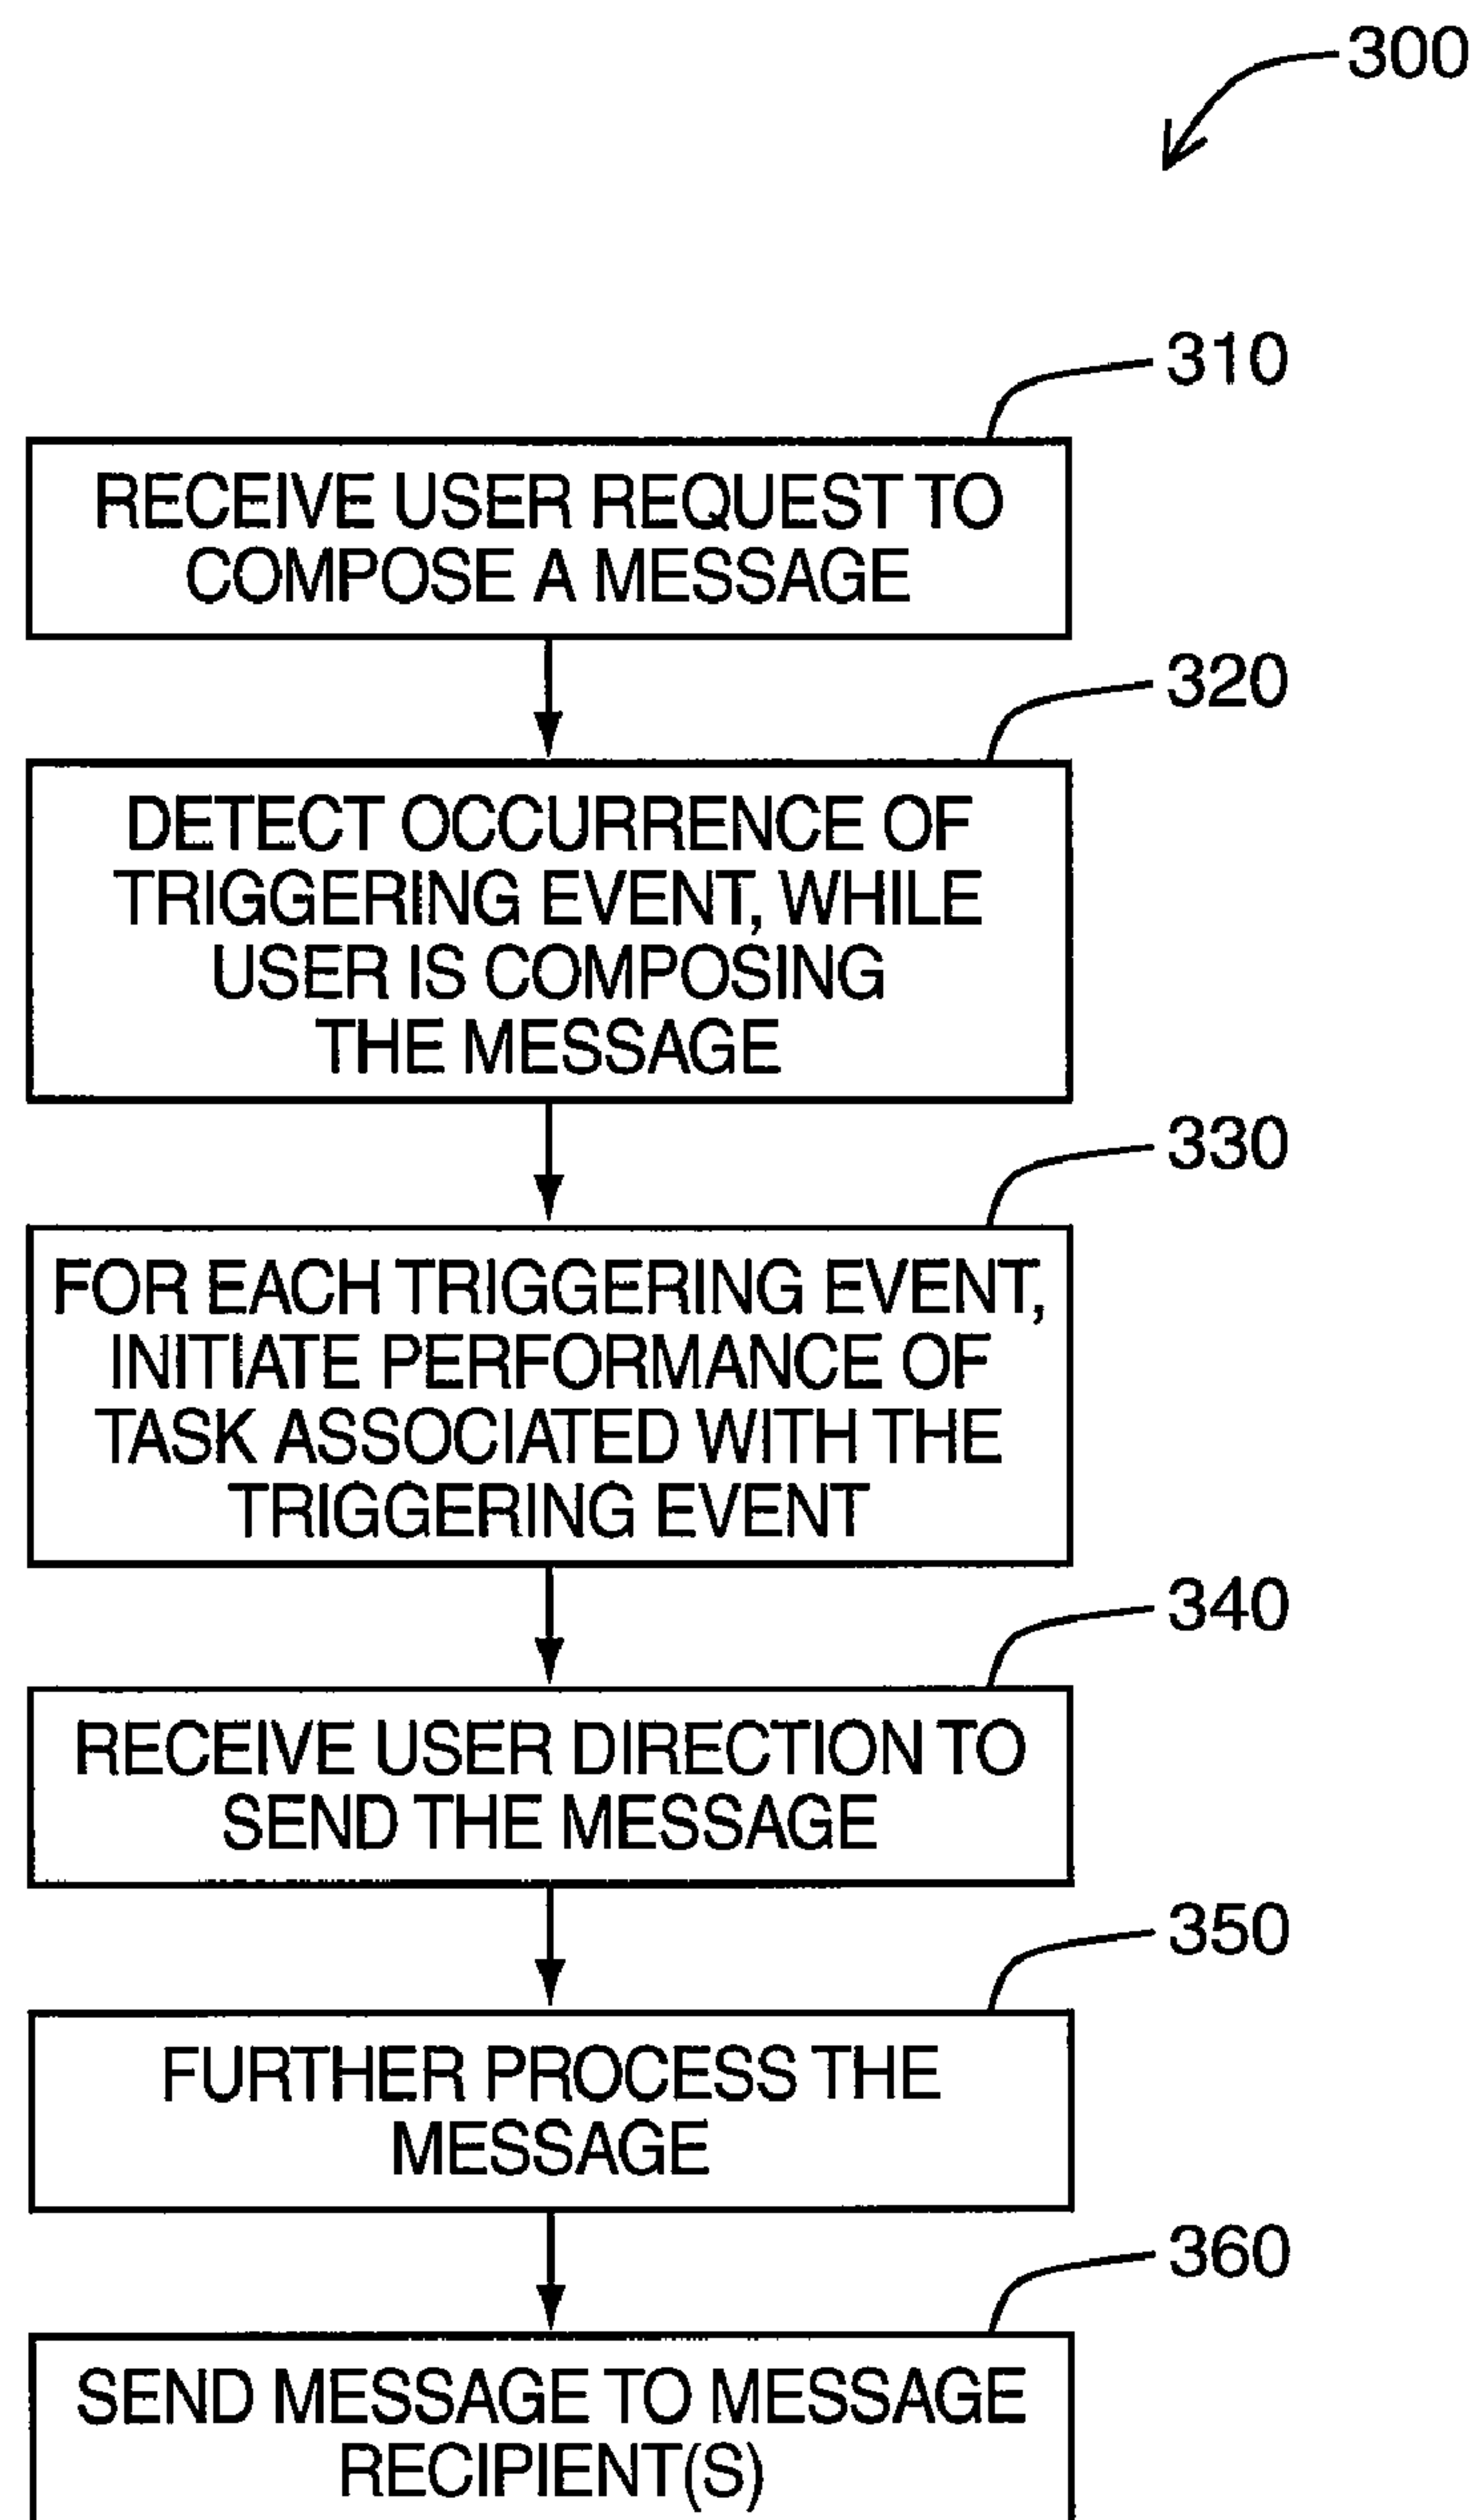 300
310
RECEIVE USER REQUEST TO
COMPOSE A MESSAGE
320
DETECT OCCURRENCE OF
TRIGGERING EVENT, WHILE
USER IS COMPOSING
THE MESSAGE
330
FOR EACH TRIGGERING EVENT,
INITIATE PERFORMANCE OF
TASK ASSOCIATED WITH THE
TRIGGERING EVENT
340
RECEIVE USER DIRECTION TO
SEND THE MESSAGE
350
FURTHER PROCESS THE
MESSAGE
360
SEND MESSAGE TO MESSAGE
RECIPIENT(S)